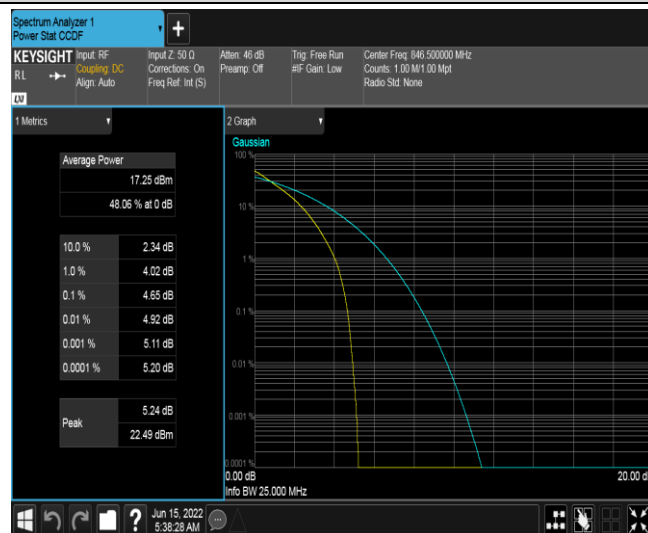 Spectrum Analyzer 1
Power Stat CCDF
+
KEYSIGHT
RL
Input: RF
Coupling: DC
Align: Auto
Input Z: 50 Ω
Corrections: On
Freq Ref: Int (S)
Atten: 46 dB
Preamp: Off
Trig: Free Run
#IF Gain: Low
Center Freq: 846.500000 MHz
Counts: 1.00 M/1.00 Mpt
Radio Std: None
1 Metrics
Average Power
17.25 dBm
48.06 % at 0 dB
10.0 % 2.34 dB
1.0 % 4.02 dB
0.1 % 4.65 dB
0.01 % 4.92 dB
0.001 % 5.11 dB
0.0001 % 5.20 dB
Peak
5.24 dB
22.49 dBm
2 Graph
Gaussian
100 %
10 %
1 %
0.1 %
0.01 %
0.001 %
0.0001 %
0.00 dB
20.00 d
Info BW 25.000 MHz
?
Jun 15, 2022
5:38:28 AM